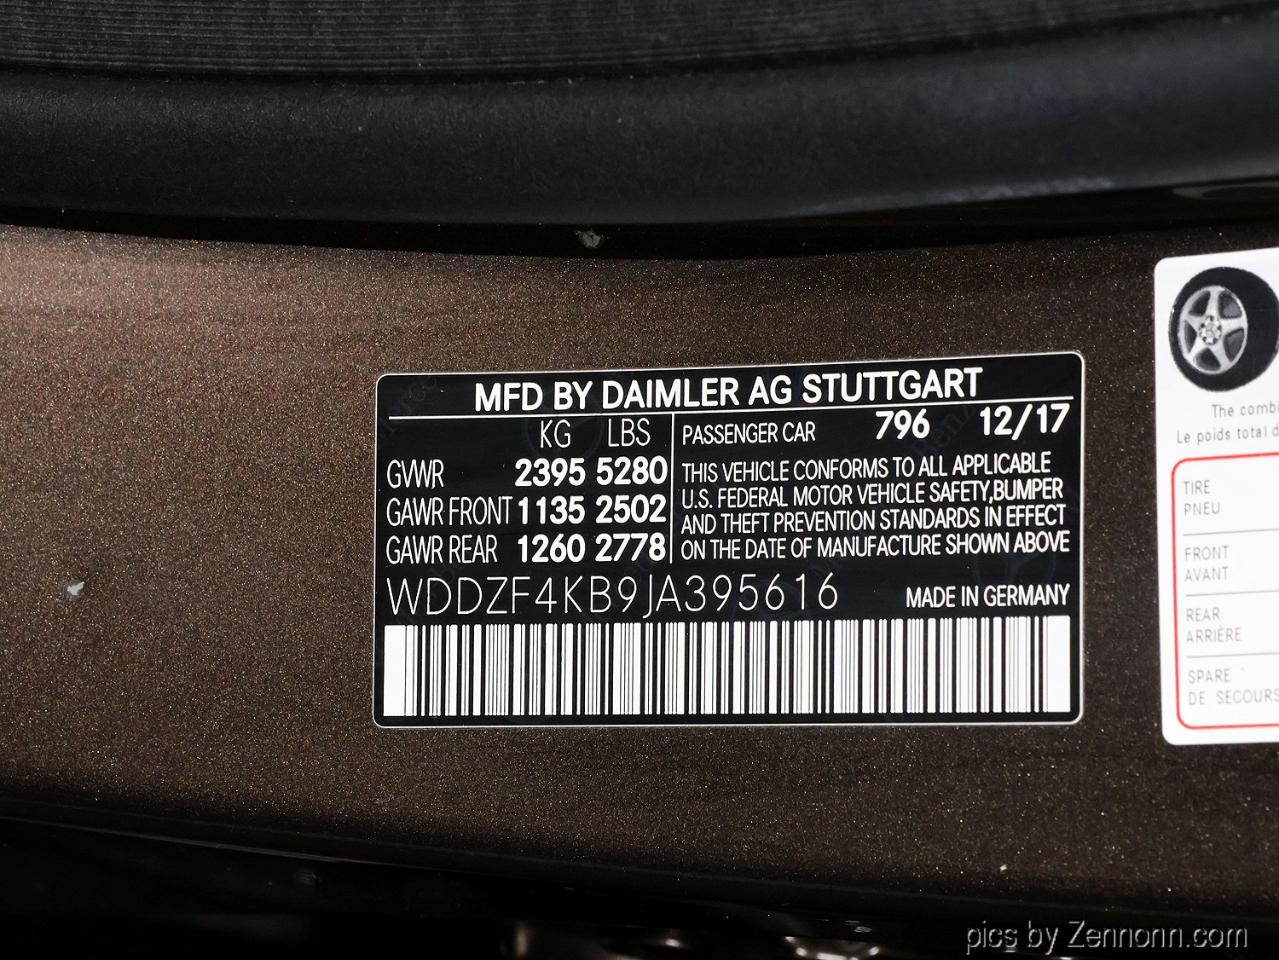 MFD BY DAIMLER AG STUTTGART
KG LBS
GVWR 2395 5280
GAWR FRONT 1135 2502
GAWR REAR 1260 2778
PASSENGER CAR 796 12/17
THIS VEHICLE CONFORMS TO ALL APPLICABLE
U.S. FEDERAL MOTOR VEHICLE SAFETY,BUMPER
AND THEFT PREVENTION STANDARDS IN EFFECT
ON THE DATE OF MANUFACTURE SHOWN ABOVE
WDDZF4KB9JA395616 MADE IN GERMANY
The combi
Le poids total d
TIRE
PNEU
FRONT
AVANT
REAR
ARRIÈRE
SPARE
DE SECOURS
pics by Zennonn.com